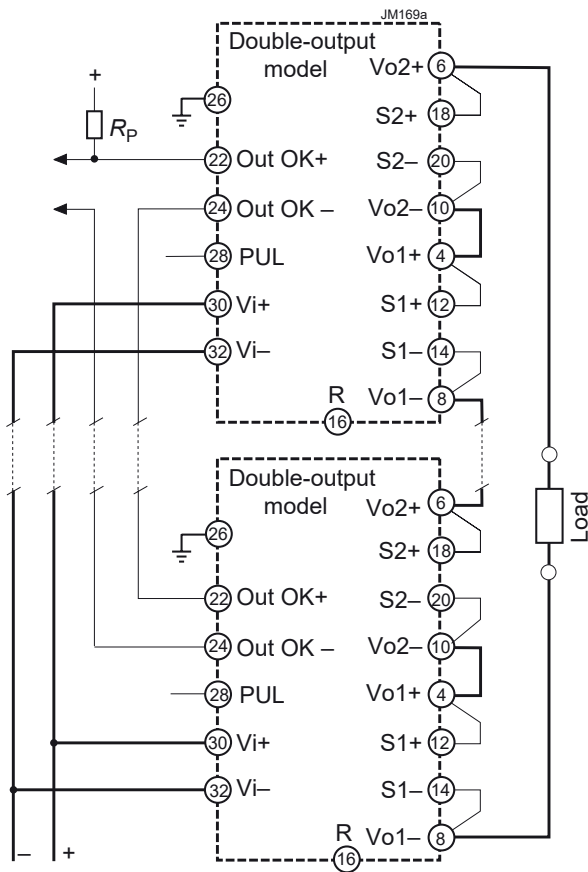 JM169a
Double-output
model
Vo2+
6
+
26
S2+
18
RP
22
Out OK+
S2–
20
24
Out OK –
Vo2–
10
28
PUL
Vo1+
4
30
Vi+
S1+
12
32
Vi–
S1–
14
R
16
Vo1–
8
Double-output
model
Vo2+
6
26
S2+
18
Load
22
Out OK+
S2–
20
24
Out OK –
Vo2–
10
28
PUL
Vo1+
4
30
Vi+
S1+
12
32
Vi–
S1–
14
– +
R
16
Vo1–
8